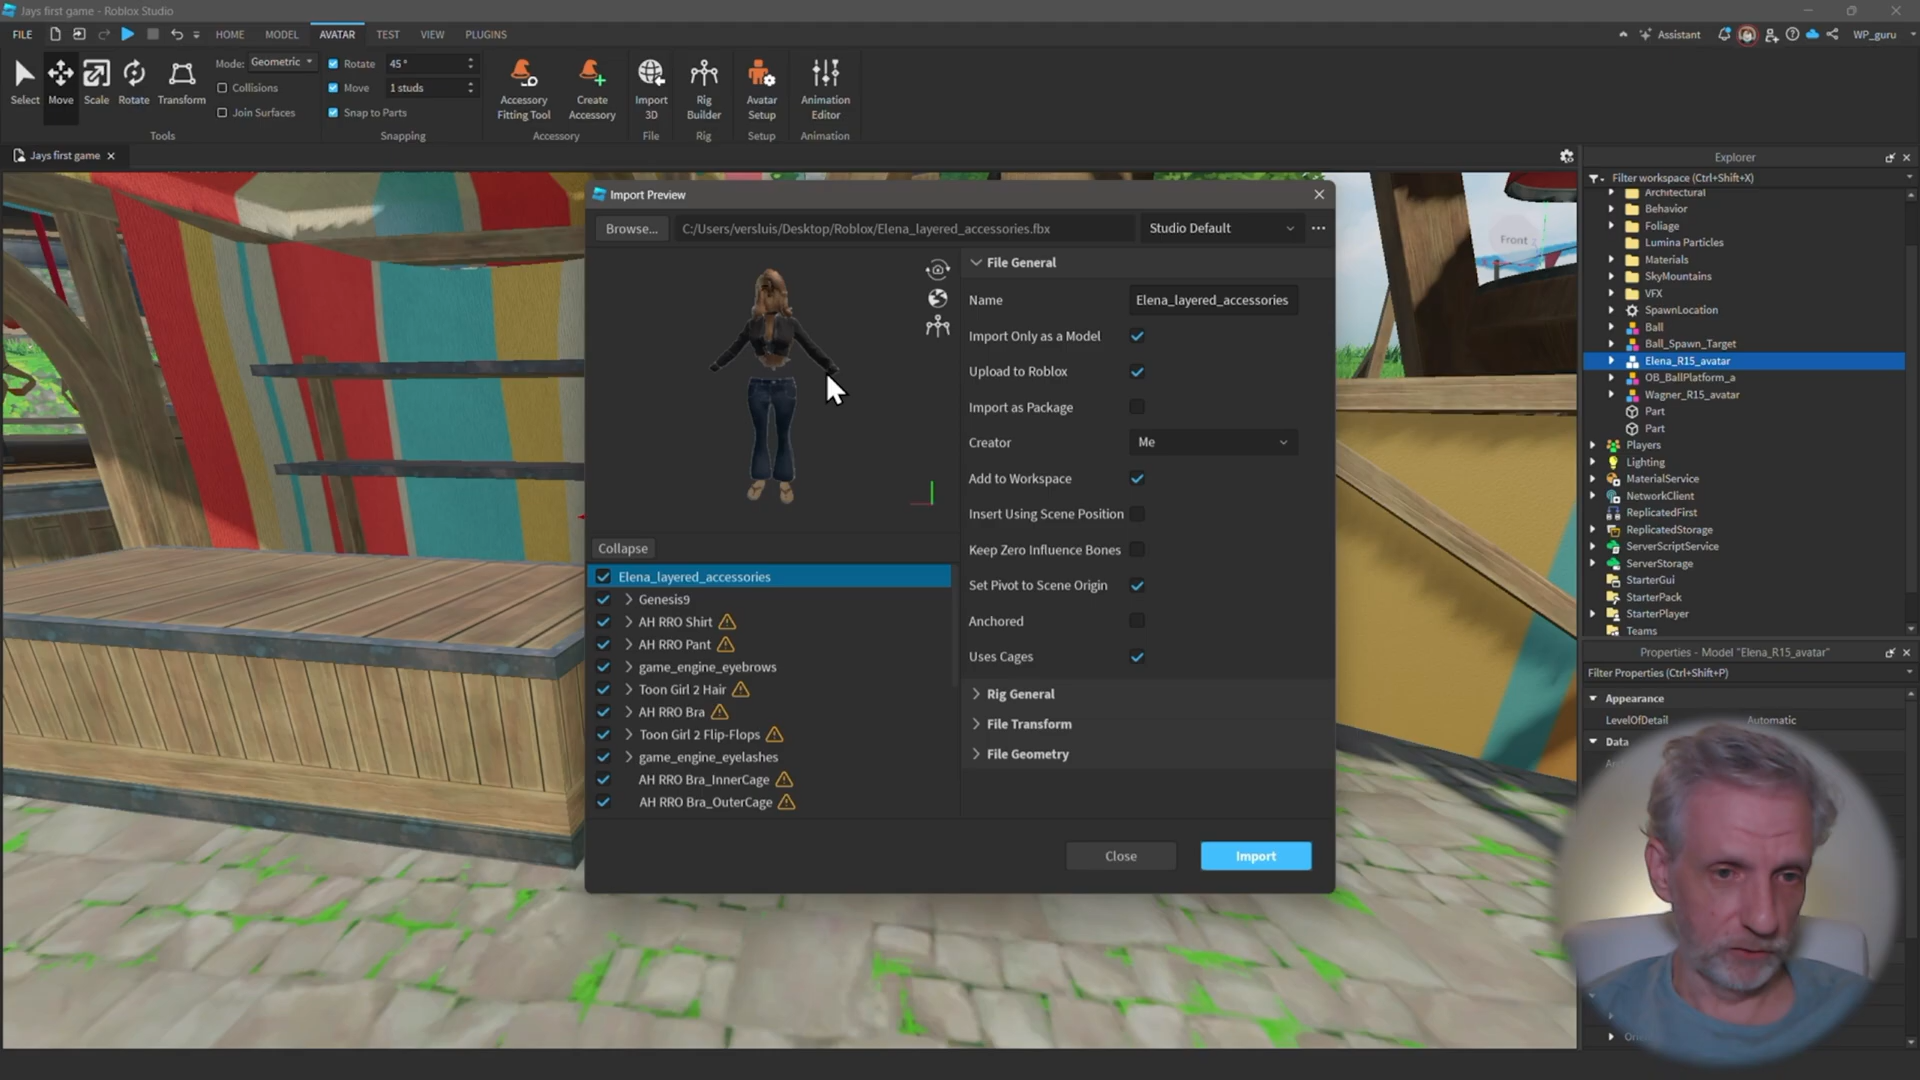 Jays first game - Roblox Studio
FILE HOME MODEL AVATAR TEST VIEW PLUGINS Assistant WP_guru
Select Move Scale Rotate Transform
Mode: Geometric
Collisions
Join Surfaces
Tools
Rotate 45°
Move 1 studs
Snap to Parts
Snapping
Accessory Fitting Tool
Create Accessory
Accessory
Import 3D
File
Rig Builder
Rig
Avatar Setup
Setup
Animation Editor
Animation
Jays first game
Import Preview
Browse... C:/Users/versluis/Desktop/Roblox/Elena_layered_accessories.fbx Studio Default
Collapse
Elena_layered_accessories
Genesis9
AH RRO Shirt
AH RRO Pant
game_engine_eyebrows
Toon Girl 2 Hair
AH RRO Bra
Toon Girl 2 Flip-Flops
game_engine_eyelashes
AH RRO Bra_InnerCage
AH RRO Bra_OuterCage
File General
Name Elena_layered_accessories
Import Only as a Model
Upload to Roblox
Import as Package
Creator Me
Add to Workspace
Insert Using Scene Position
Keep Zero Influence Bones
Set Pivot to Scene Origin
Anchored
Uses Cages
Rig General
File Transform
File Geometry
Close Import
Front
Explorer
Filter workspace (Ctrl+Shift+X)
Architectural
Behavior
Foliage
Lumina Particles
Materials
SkyMountains
VFX
SpawnLocation
Ball
Ball_Spawn_Target
Elena_R15_avatar
OB_BallPlatform_a
Wagner_R15_avatar
Part
Part
Players
Lighting
MaterialService
NetworkClient
ReplicatedFirst
ReplicatedStorage
ServerScriptService
ServerStorage
StarterGui
StarterPack
StarterPlayer
Teams
Properties - Model "Elena_R15_avatar"
Filter Properties (Ctrl+Shift+P)
Appearance
LevelOfDetail Automatic
Data